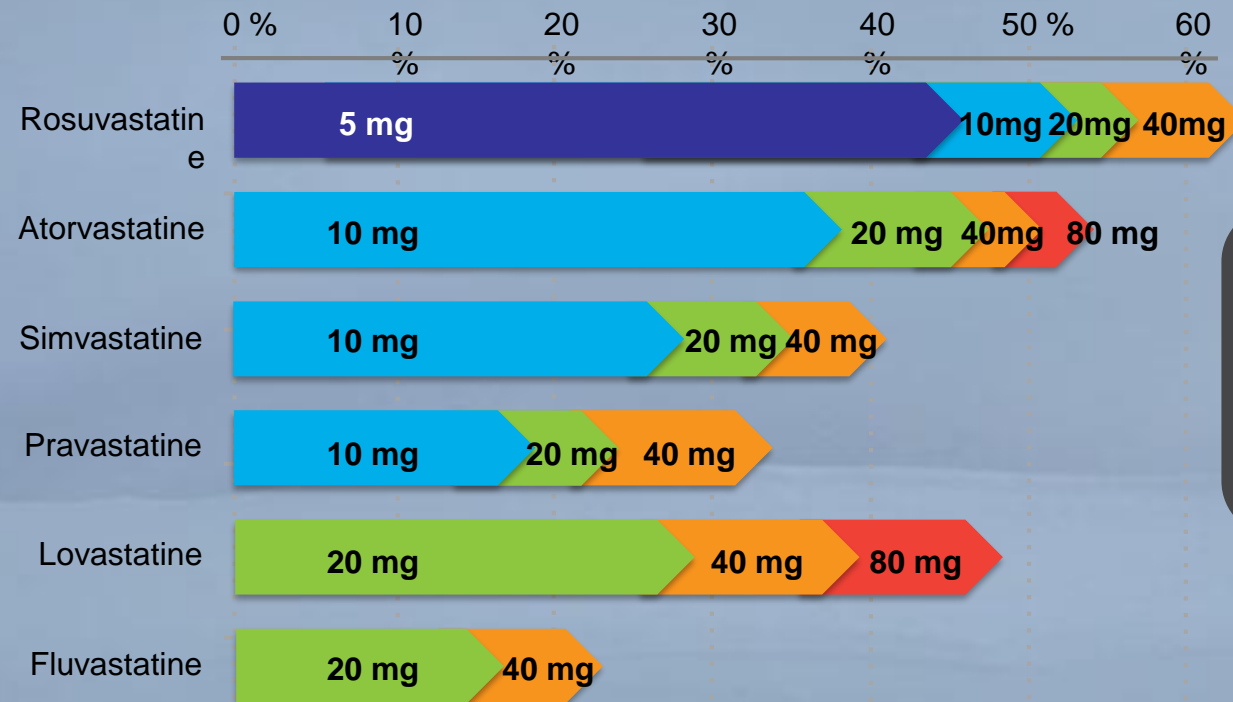 0 % 10 20 30 40 50 % 60
% % % % %
Rosuvastatin
e
5 mg 10mg 20mg 40mg
Atorvastatine 10 mg 20 mg 40mg 80 mg
Simvastatine 10 mg 20 mg 40 mg
Pravastatine 10 mg 20 mg 40 mg
Lovastatine 20 mg 40 mg 80 mg
Fluvastatine 20 mg 40 mg